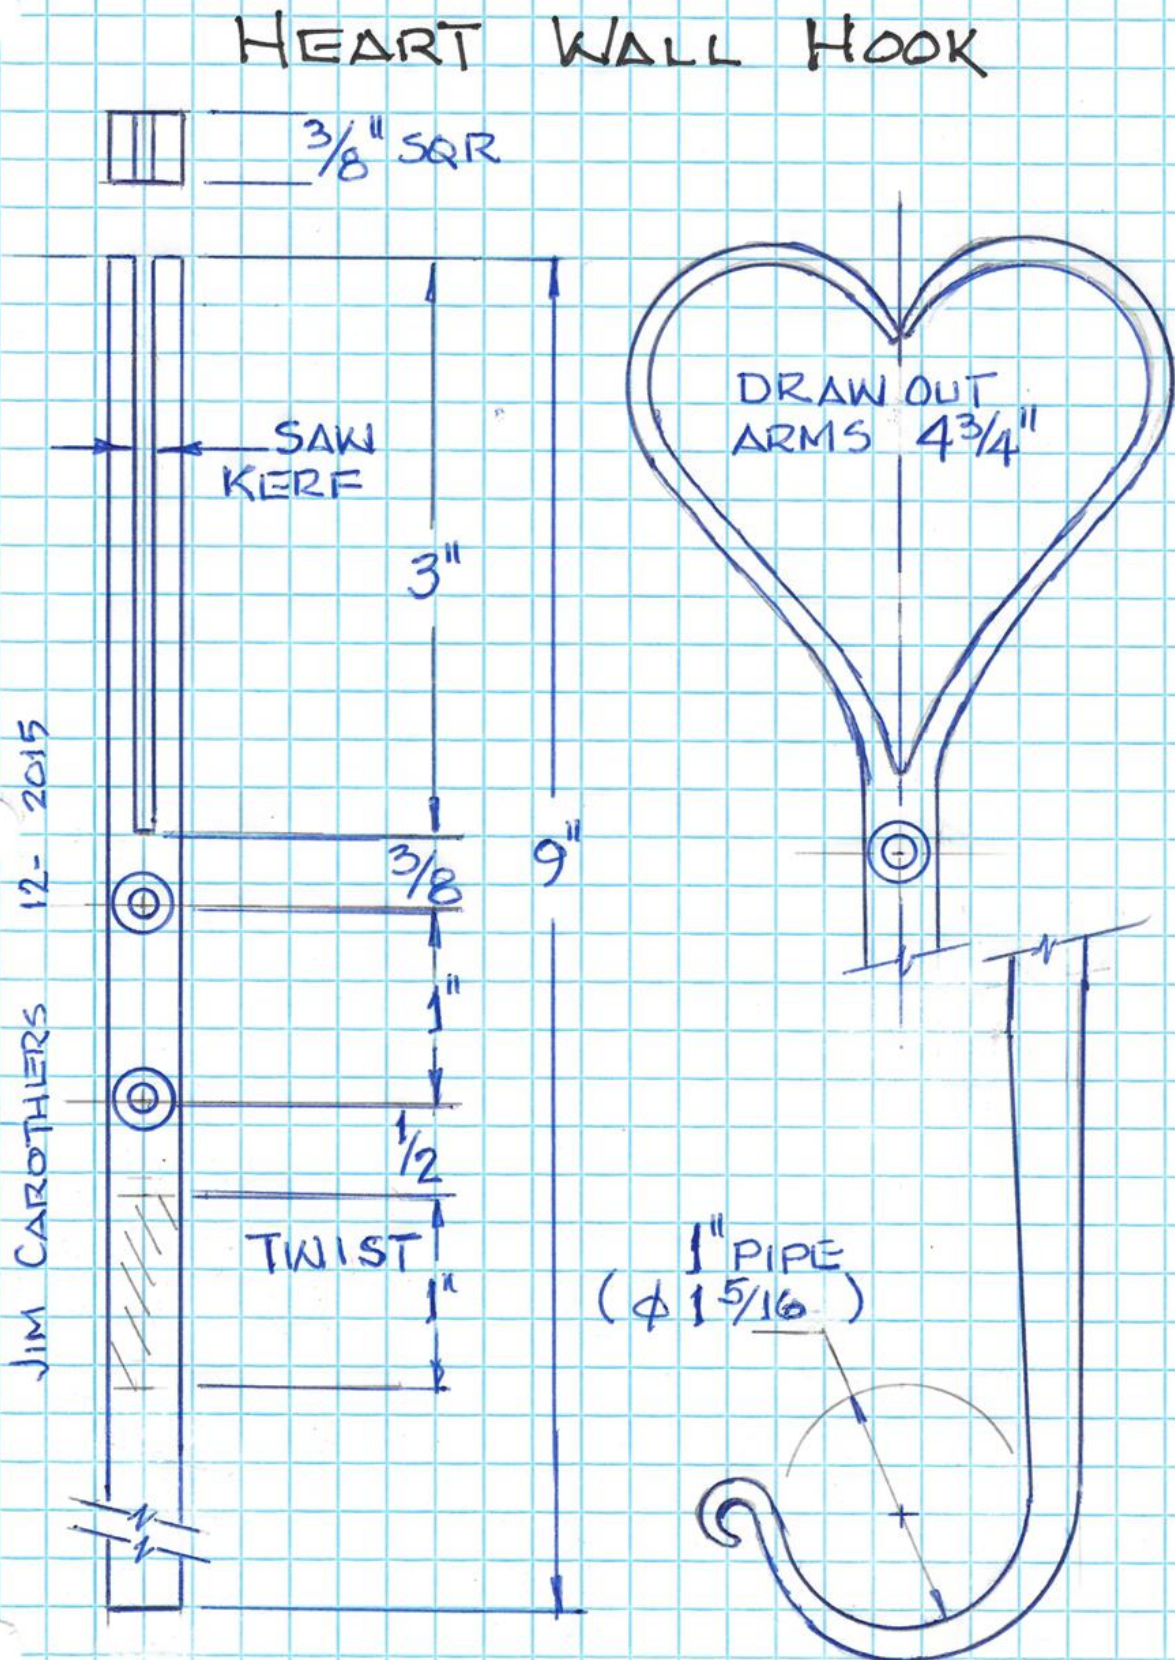 HEART WALL HOOK
3/8" SQR
SAW
KERF
3"
3/8
9"
1"
1/2
TWIST
1"
DRAW OUT
ARMS 4 3/4"
1" PIPE
(ϕ 1 5/16)
JIM CAROTHERS 12- 2015